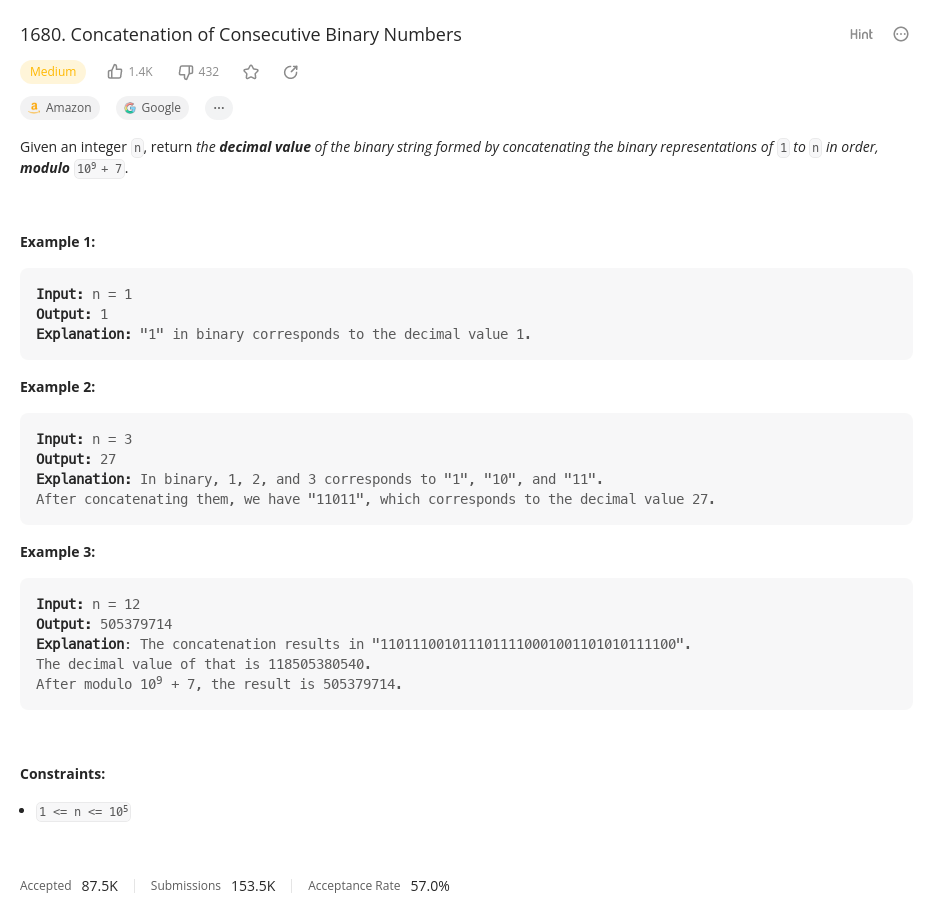 1680. Concatenation of Consecutive Binary Numbers
Hint
Medium 1.4K 432
Amazon Google ...
Given an integer n, return the decimal value of the binary string formed by concatenating the binary representations of 1 to n in order,
modulo 10⁹ + 7.
Example 1:
Input: n = 1
Output: 1
Explanation: "1" in binary corresponds to the decimal value 1.
Example 2:
Input: n = 3
Output: 27
Explanation: In binary, 1, 2, and 3 corresponds to "1", "10", and "11".
After concatenating them, we have "11011", which corresponds to the decimal value 27.
Example 3:
Input: n = 12
Output: 505379714
Explanation: The concatenation results in "1101110010111011110001001101010111100".
The decimal value of that is 118505380540.
After modulo 10⁹ + 7, the result is 505379714.
Constraints:
• 1 <= n <= 10⁵
Accepted 87.5K Submissions 153.5K Acceptance Rate 57.0%